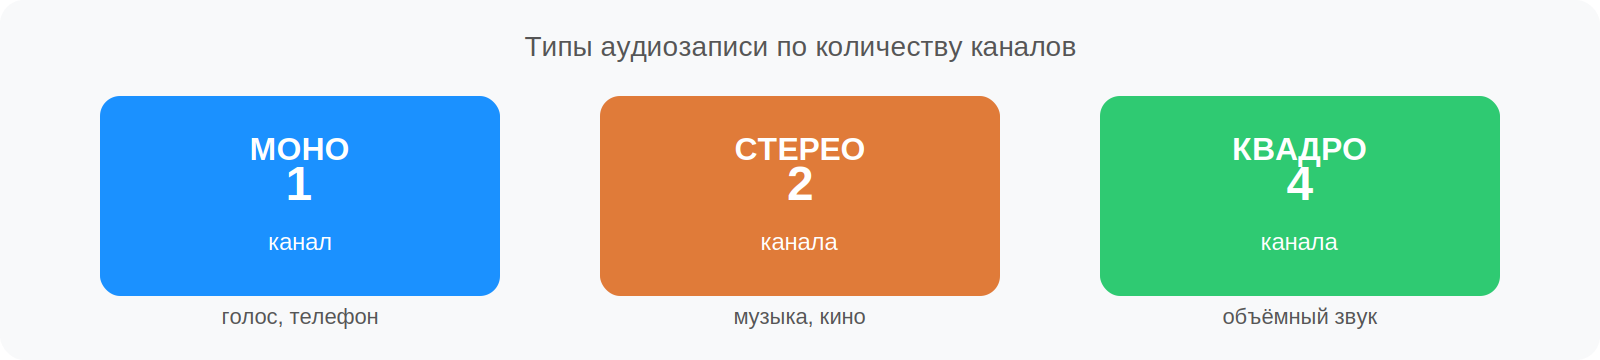 Типы аудиозаписи по количеству каналов
МОНО
1
канал
голос, телефон
СТЕРЕО
2
канала
музыка, кино
КВАДРО
4
канала
объёмный звук